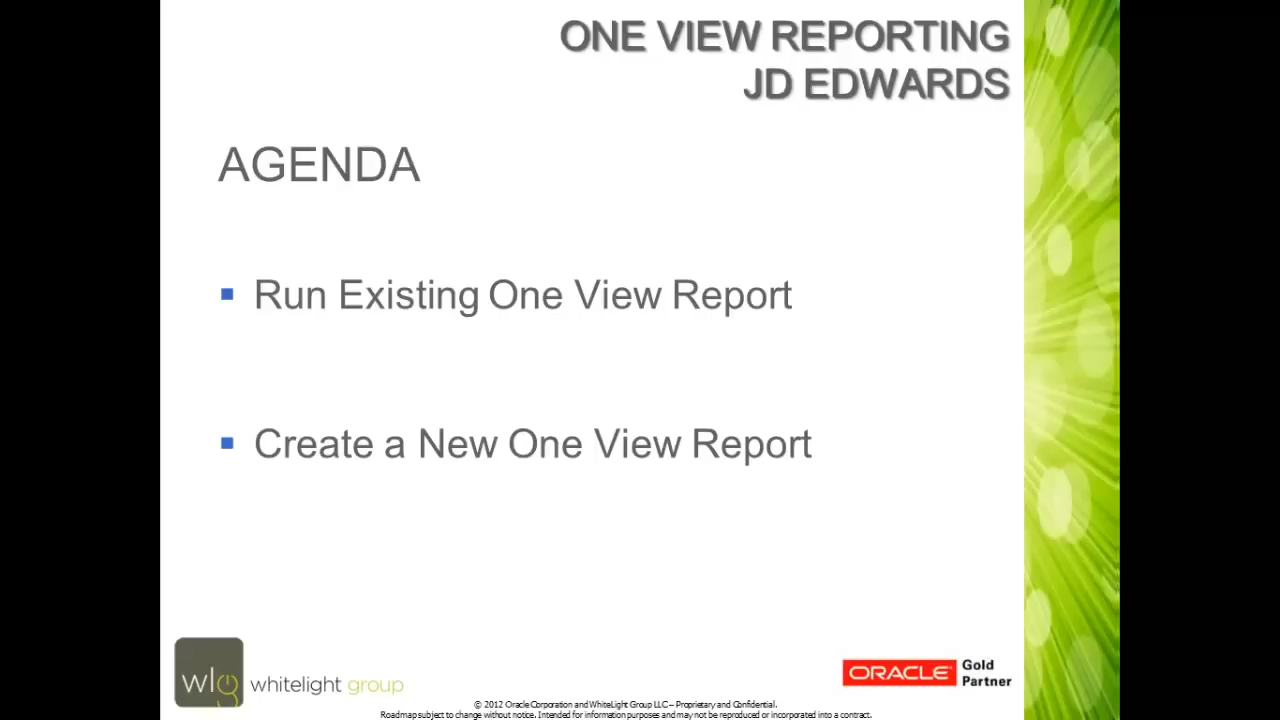 ONE VIEW REPORTING
JD EDWARDS
AGENDA
Run Existing One View Report
Create a New One View Report
wlg whitelight group
ORACLE Gold
Partner
© 2012 Oracle Corporation and WhiteLight Group LLC – Proprietary and Confidential.
Roadmap subject to change without notice. Intended for information purposes and may not be reproduced or incorporated into a contract.